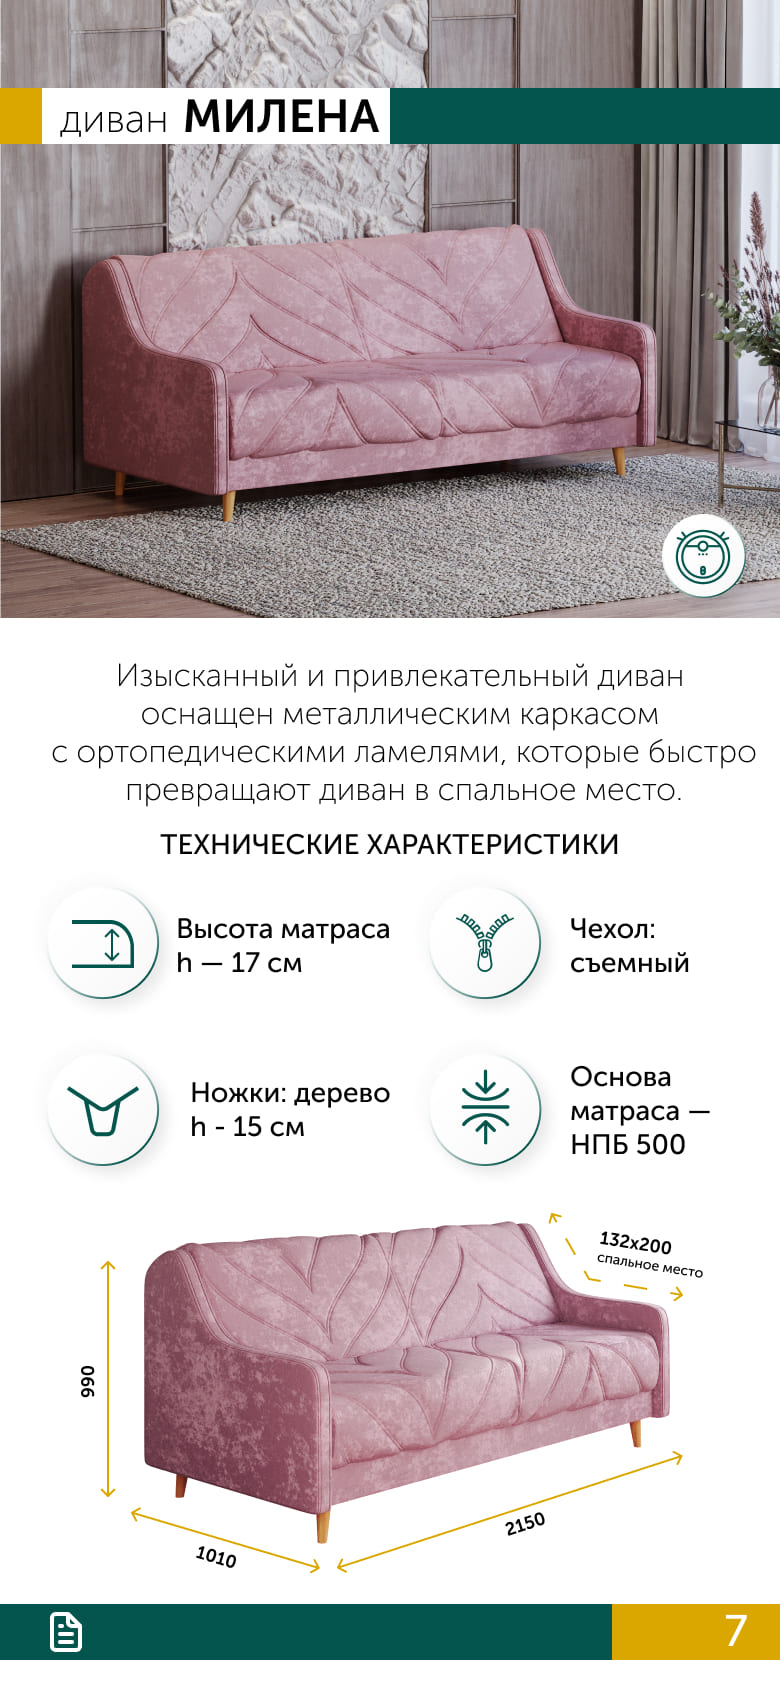 диван МИЛЕНА
Изысканный и привлекательный диван
оснащен металлическим каркасом
с ортопедическими ламелями, которые быстро
превращают диван в спальное место.
ТЕХНИЧЕСКИЕ ХАРАКТЕРИСТИКИ
Высота матраса
h — 17 см
Чехол:
съемный
Ножки: дерево
h - 15 см
Основа
матраса —
НПБ 500
132х200
спальное место
990
1010
2150
7